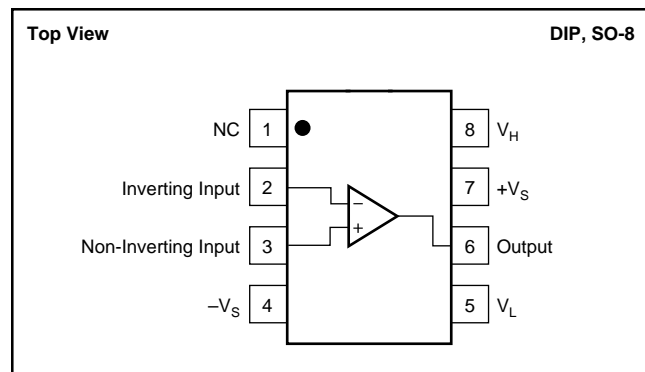 Top View DIP, SO-8
NC 1 8 V_H
Inverting Input 2 7 +V_S
− +
Non-Inverting Input 3 6 Output
–V_S 4 5 V_L